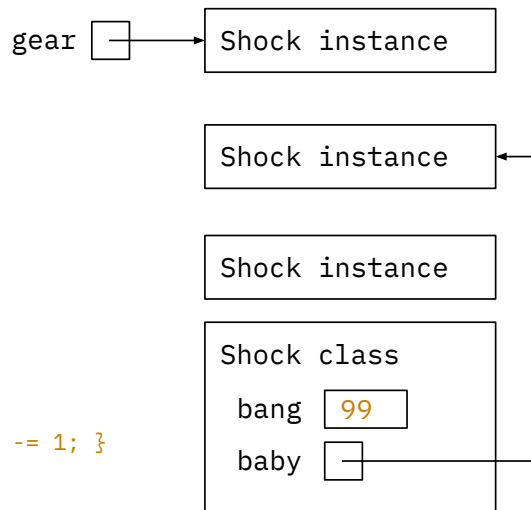 gear Shock instance
Shock instance
Shock instance
Shock class
bang 99
-= 1; }
baby